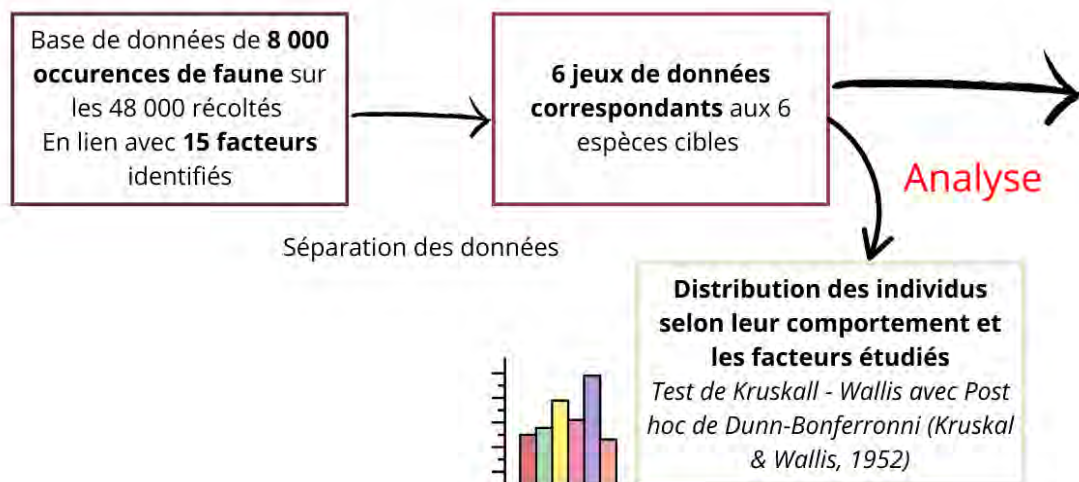 Base de données de 8 000
occurences de faune sur
les 48 000 récoltés
En lien avec 15 facteurs
identifiés
6 jeux de données
correspondants aux 6
espèces cibles
Analyse
Séparation des données
Distribution des individus
selon leur comportement et
les facteurs étudiés
Test de Kruskall - Wallis avec Post
hoc de Dunn-Bonferronni (Kruskal
& Wallis, 1952)